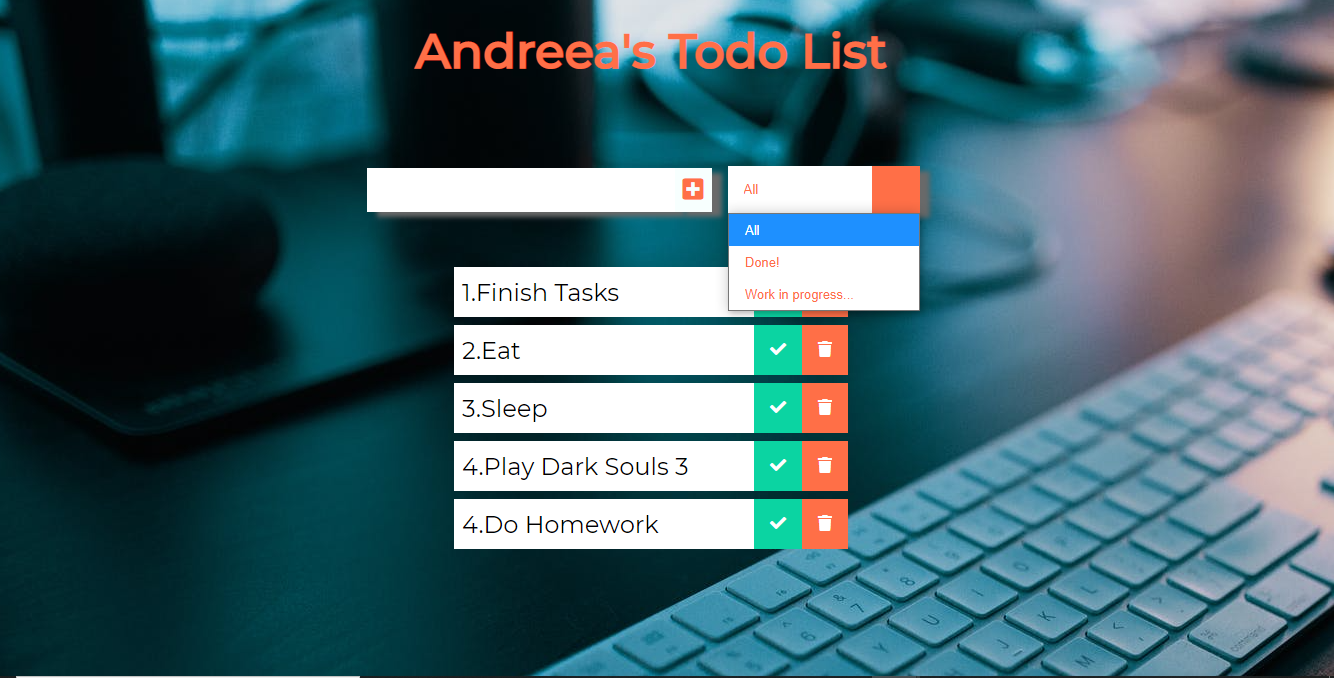 Andreea's Todo List
All
All
Done!
Work in progress...
1.Finish Tasks
2.Eat
3.Sleep
4.Play Dark Souls 3
4.Do Homework